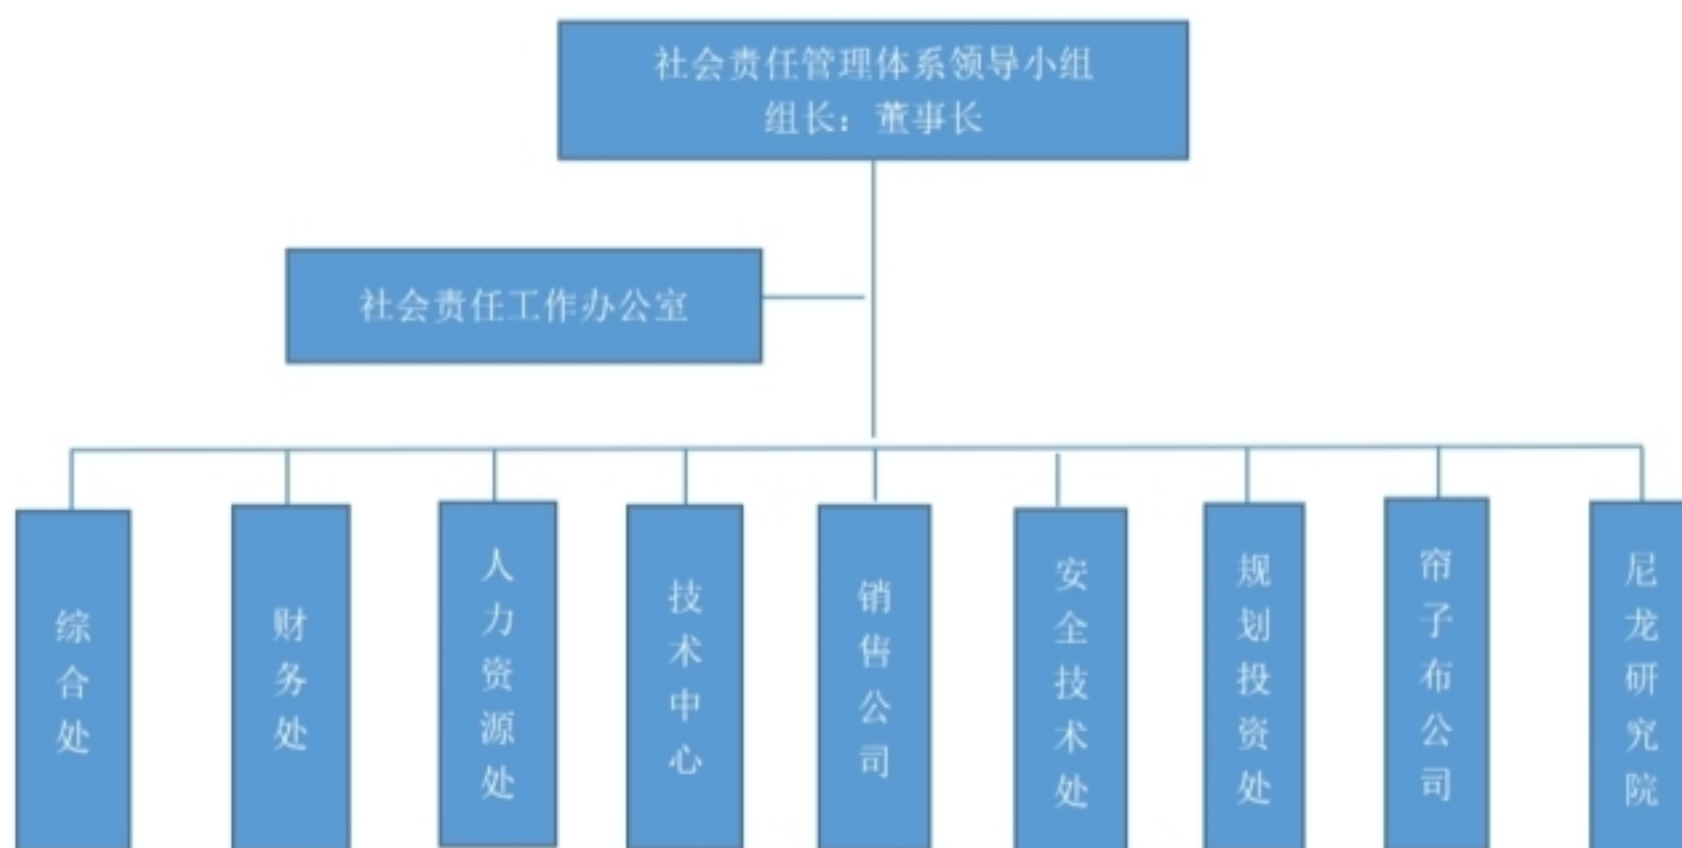 社会责任管理体系领导小组
组长：董事长
社会责任工作办公室
综合处
财务处
人力资源处
技术中心
销售公司
安全技术处
规划投资处
帘子布公司
尼龙研究院